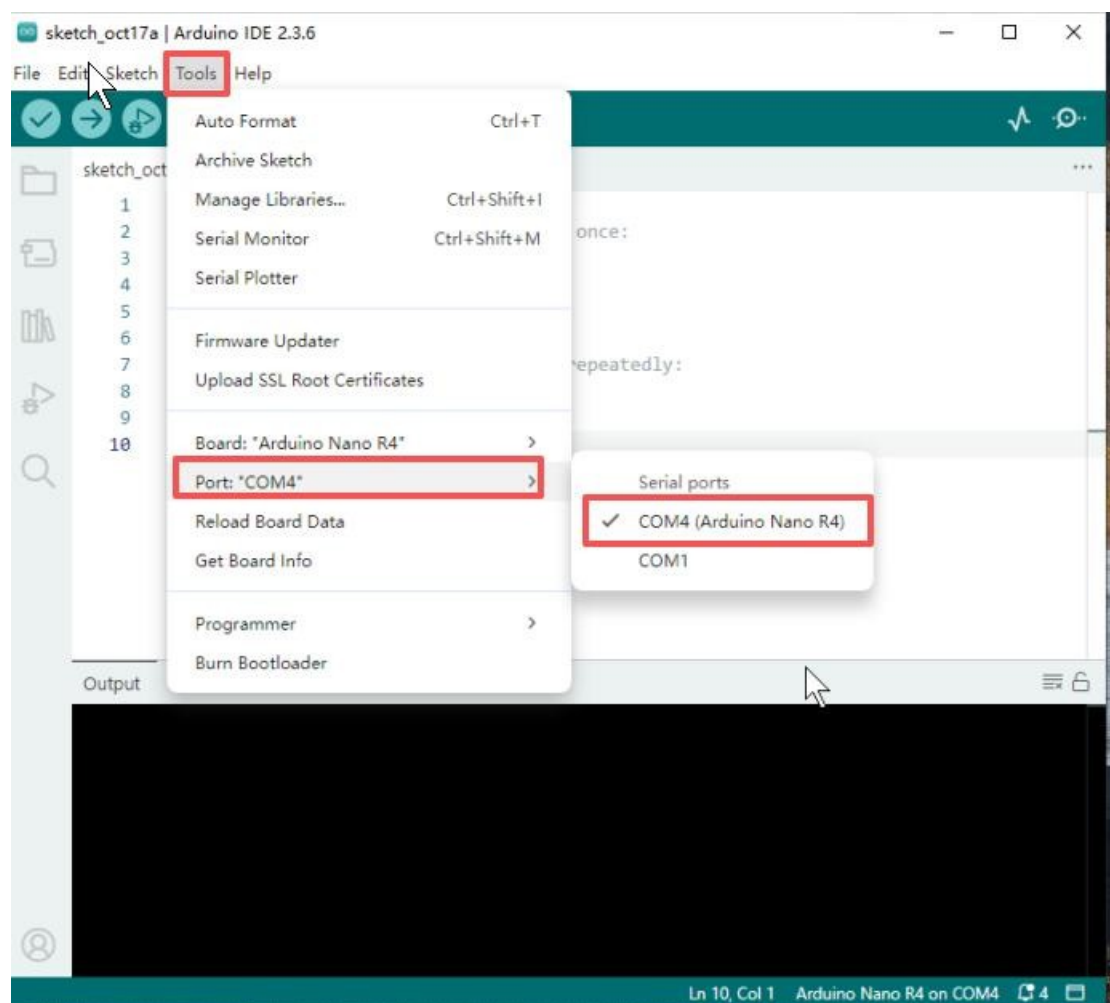 sketch_oct17a | Arduino IDE 2.3.6
File Edit Sketch Tools Help
Auto Format Ctrl+T
Archive Sketch
Manage Libraries... Ctrl+Shift+I
Serial Monitor Ctrl+Shift+M
Serial Plotter
Firmware Updater
Upload SSL Root Certificates
Board: "Arduino Nano R4"
Port: "COM4"
Reload Board Data
Get Board Info
Programmer
Burn Bootloader
sketch_oct
1
2 once:
3
4
5
6
7 repeatedly:
8
9
10
Serial ports
COM4 (Arduino Nano R4)
COM1
Output
Ln 10, Col 1 Arduino Nano R4 on COM4 4